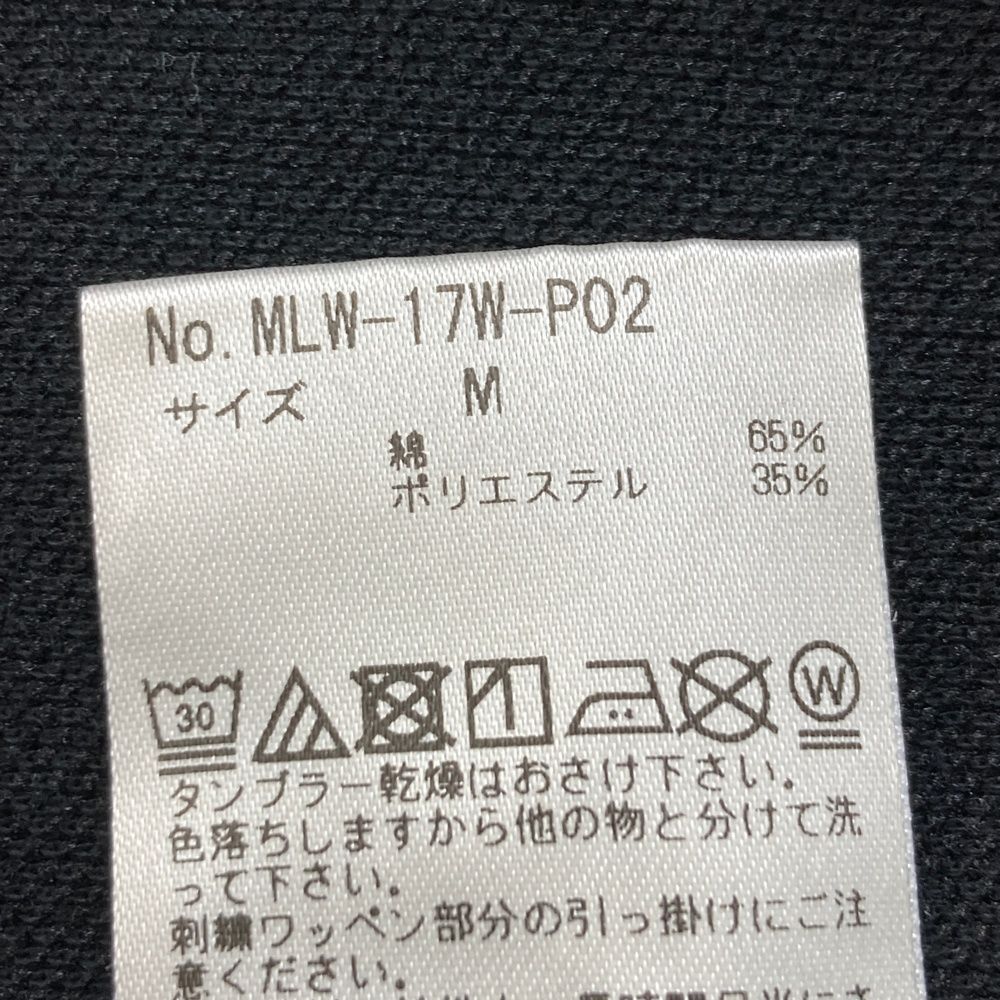 No. MLW-17W-P02
サイズ M
綿 65%
ポリエステル 35%
30 W
タンブラー乾燥はおさけ下さい。
色落ちしますから他の物と分けて洗
って下さい。
刺繍ワッペン部分の引っ掛けにご注
意ください。